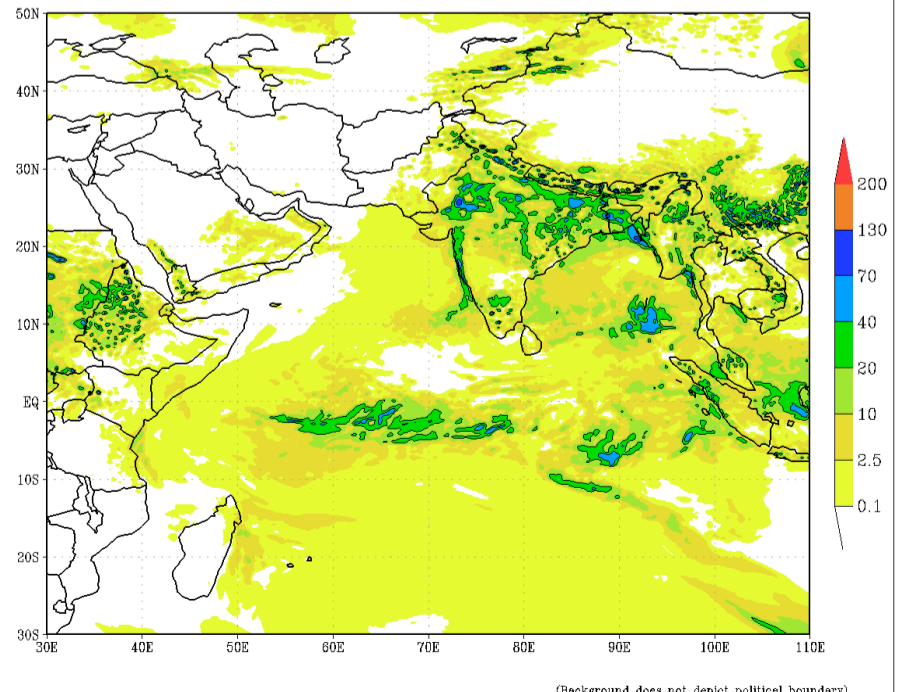 50N
40N
30N
20N
10N
EQ
10S
20S
30S
30E 40E 50E 60E 70E 80E 90E 100E 110E
200
130
70
40
20
10
2.5
0.1
(Background does not depict political boundary)